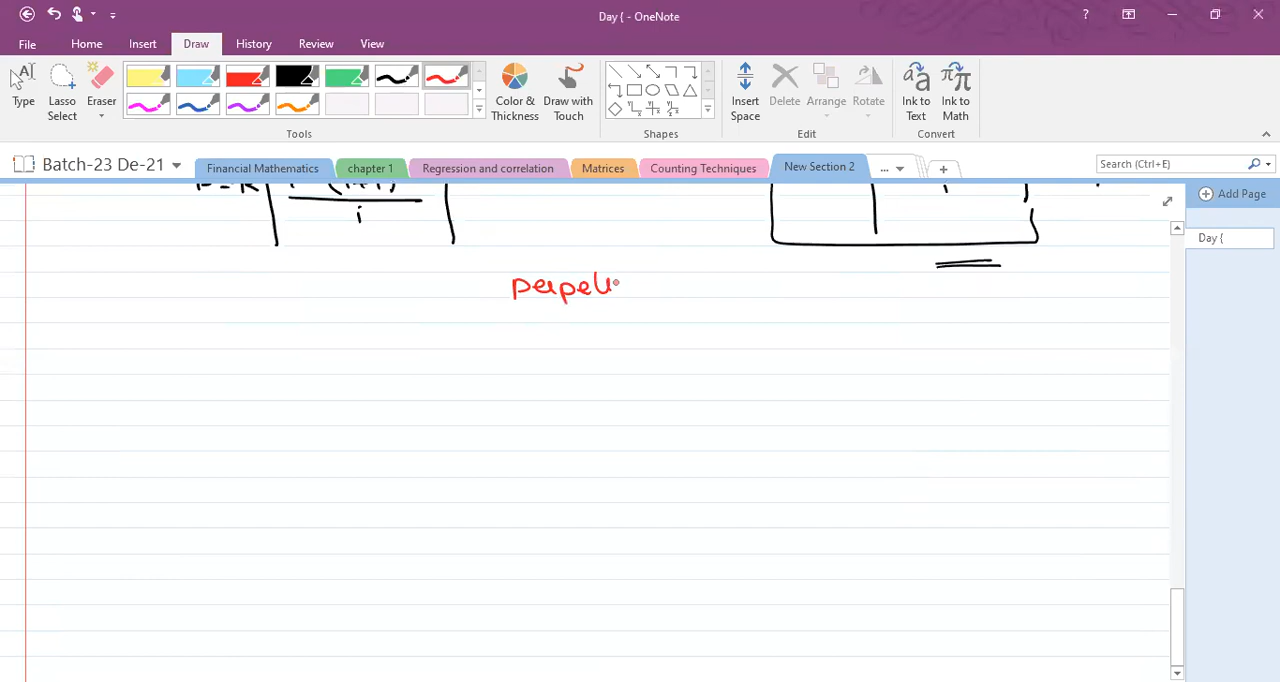 Day { - OneNote
?
File Home Insert Draw History Review View
Type Lasso Select Eraser Color & Thickness Draw with Touch Insert Space Delete Arrange Rotate Ink to Text Ink to Math
Tools Shapes Edit Convert
Batch-23 De-21 Financial Mathematics chapter 1 Regression and correlation Matrices Counting Techniques New Section 2 ... Search (Ctrl+E)
Add Page
Day {
i
perpetu